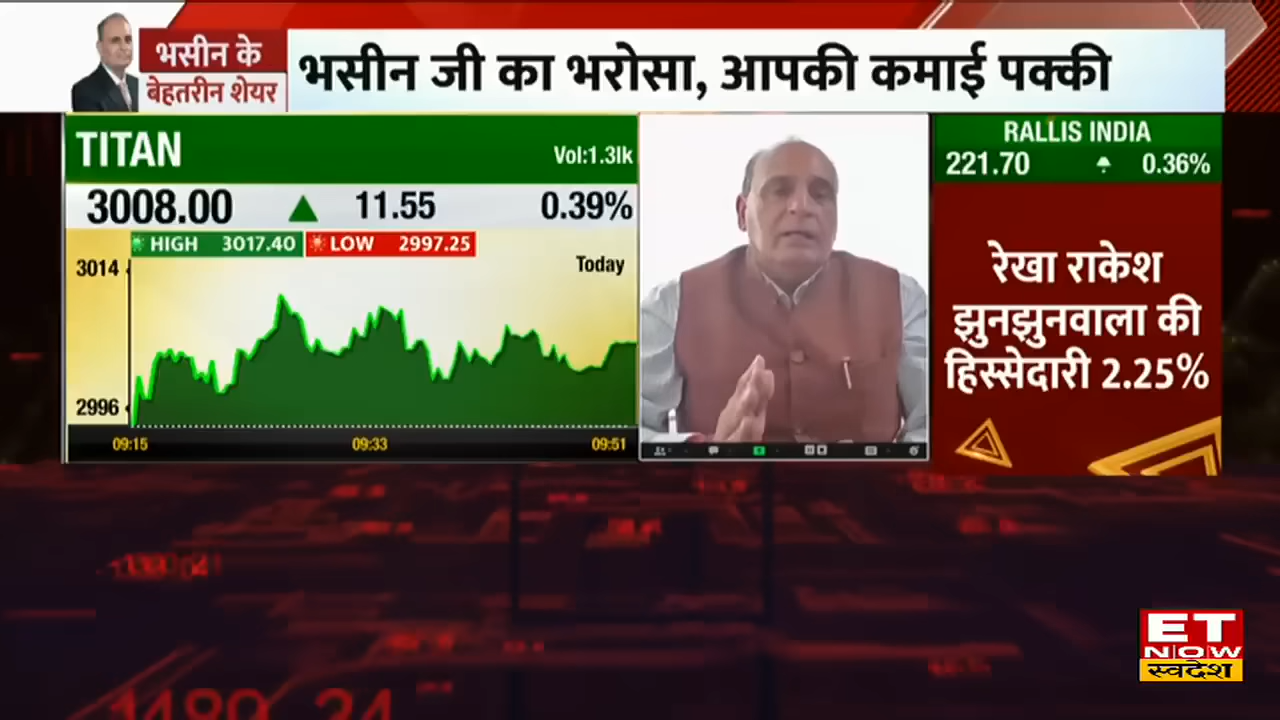 भसीन के
बेहतरीन शेयर
भसीन जी का भरोसा, आपकी कमाई पक्की
TITAN
Vol:1.3lk
3008.00 ▲ 11.55 0.39%
HIGH 3017.40 LOW 2997.25
3014
Today
2996
09:15 09:33 09:51
RALLIS INDIA
221.70 0.36%
रेखा राकेश
झुनझुनवाला की
हिस्सेदारी 2.25%
ET
NOW
स्वदेश